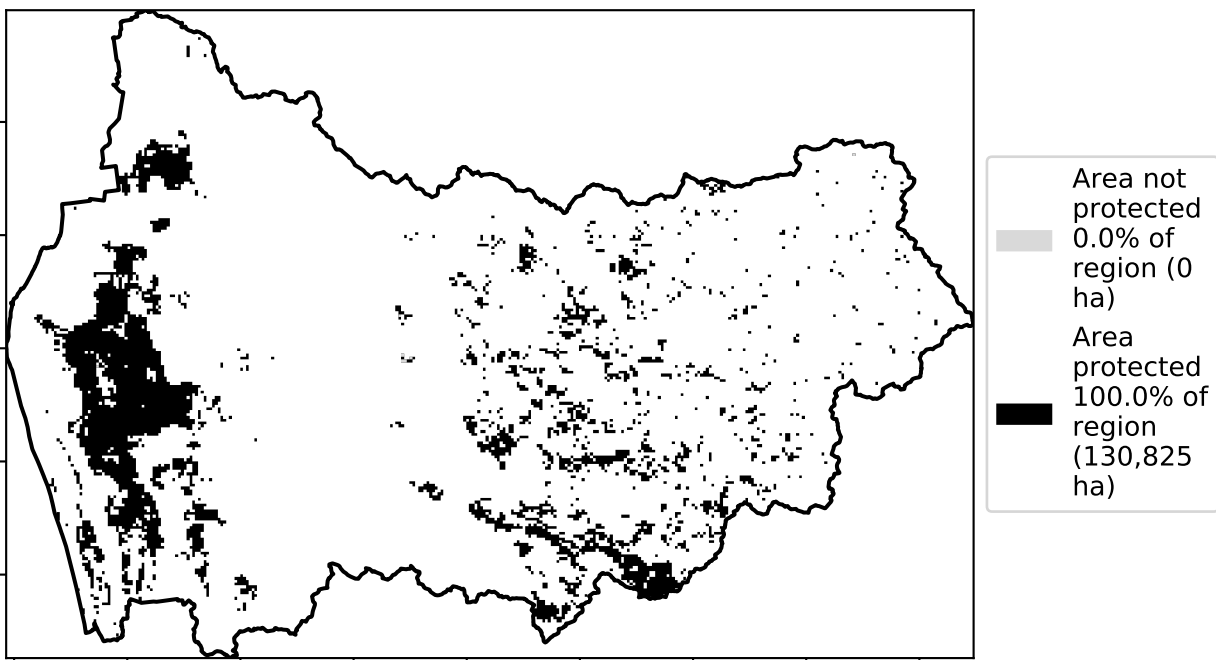 Area not
protected
0.0% of
region (0
ha)
Area
protected
100.0% of
region
(130,825
ha)